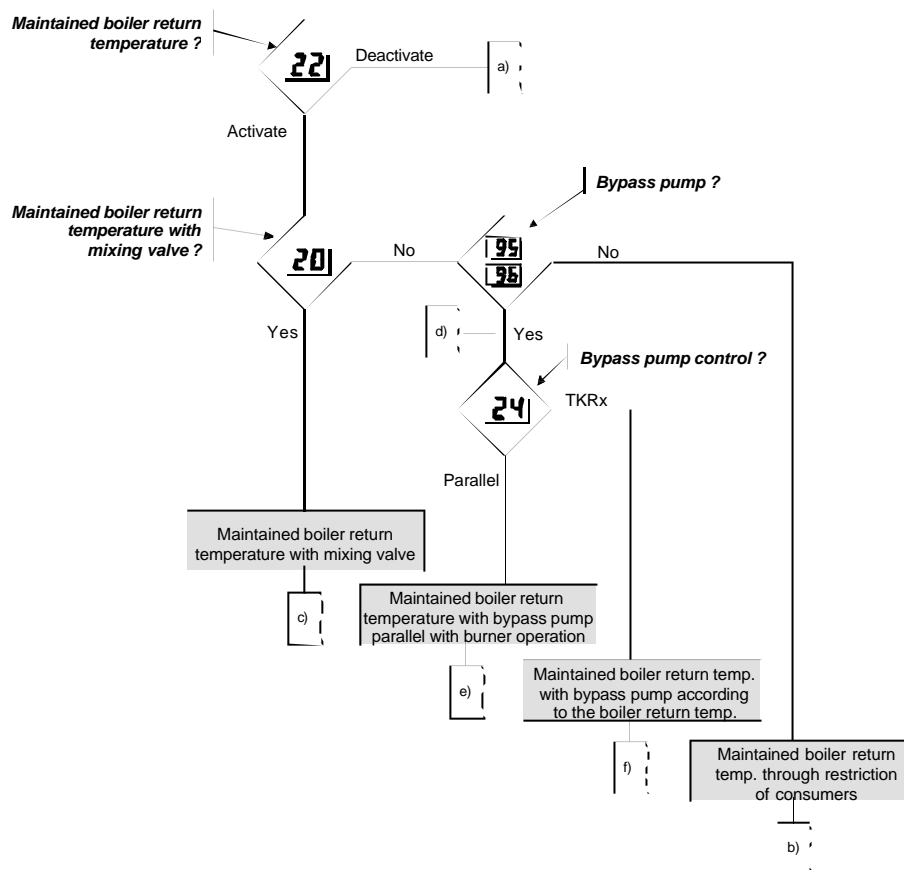 Maintained boiler return
temperature ?
22
Deactivate
a)
Activate
Bypass pump ?
Maintained boiler return
temperature with
mixing valve ?
20
No
95
96
No
Yes
d)
Yes
Bypass pump control ?
24
TKRx
Parallel
Maintained boiler return
temperature with mixing valve
c)
Maintained boiler return
temperature with bypass pump
parallel with burner operation
e)
Maintained boiler return temp.
with bypass pump according
to the boiler return temp.
f)
Maintained boiler return
temp. through restriction
of consumers
b)